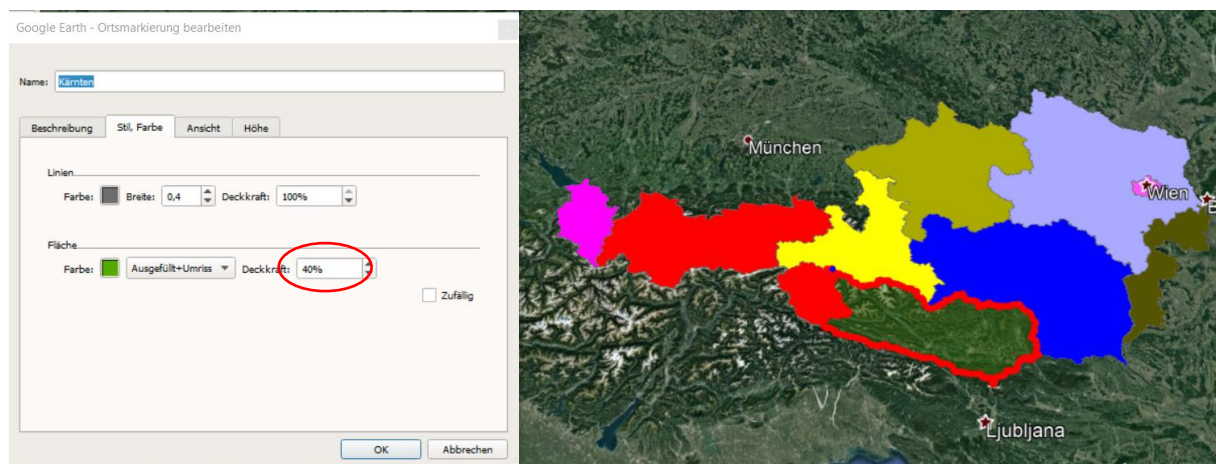 Google Earth - Ortsmarkierung bearbeiten
Name: Kärnten
Beschreibung Stil, Farbe Ansicht Höhe
Linien
Farbe: Breite: 0,4 Deckkraft: 100%
Fläche
Farbe: Ausgefüllt+Umriss Deckkraft: 40%
Zufällig
OK Abbrechen
München
Wien
B
Ljubljana